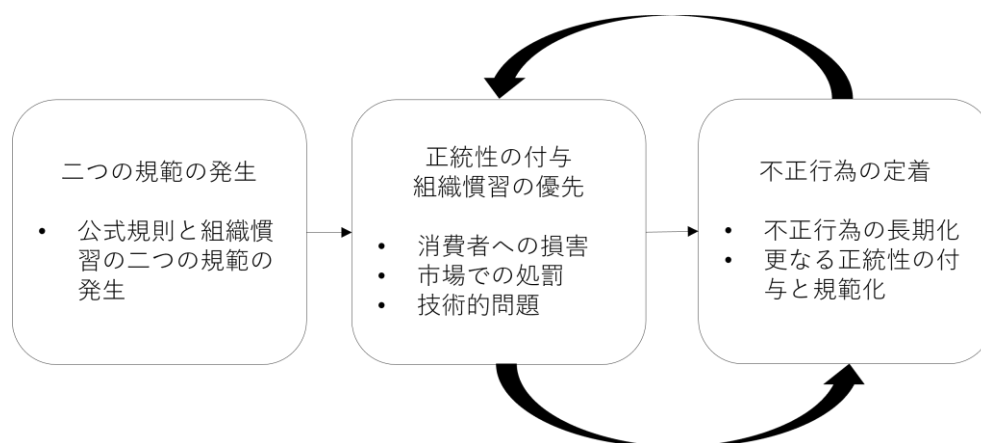 二つの規範の発生
• 公式規則と組織慣
習の二つの規範の
発生
正統性の付与
組織慣習の優先
• 消費者への損害
• 市場での処罰
• 技術的問題
不正行為の定着
• 不正行為の長期化
• 更なる正統性の付
与と規範化